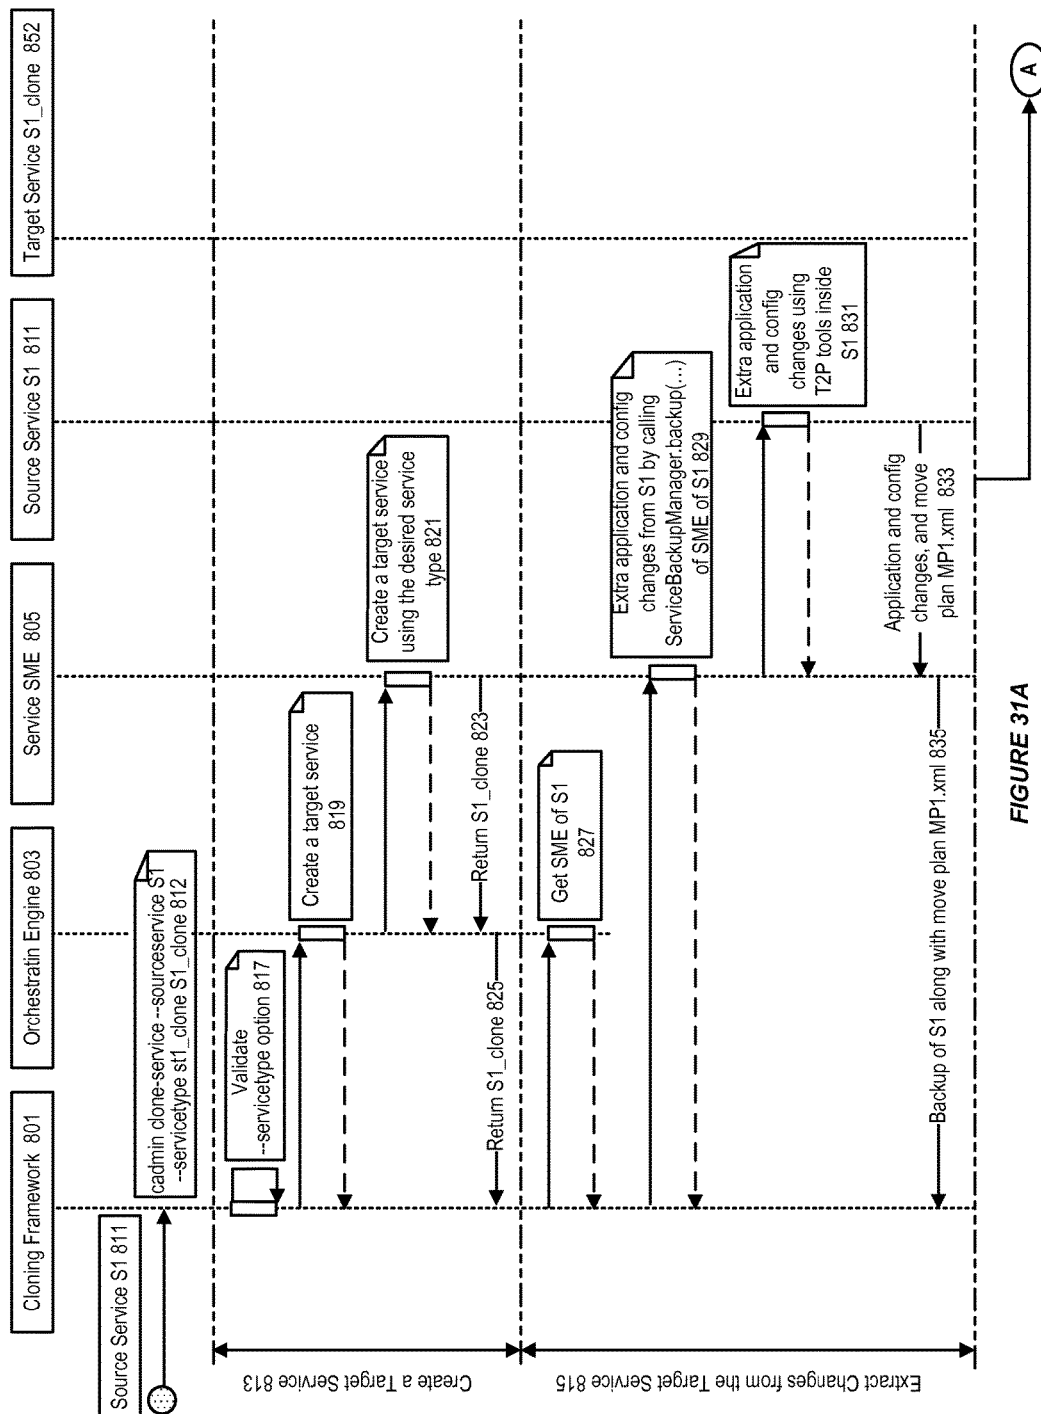 Cloning Framework 801
Orchestratin Engine 803
Service SME 805
Source Service S1 811
Target Service S1_clone 852
Source Service S1 811
cadmin clone-service --sourceservice S1
--servicetype st1_clone S1_clone 812
Create a Target Service 813
Validate
--servicetype option 817
Create a target service
819
Create a target service
using the desired service
type 821
Return S1_clone 823
Return S1_clone 825
Extract Changes from the Target Service 815
Get SME of S1
827
Extra application and config
changes from S1 by calling
ServiceBackupManager.backup(...)
of SME of S1 829
Extra application
and config
changes using
T2P tools inside
S1 831
Application and config
changes, and move
plan MP1.xml 833
Backup of S1 along with move plan MP1.xml 835
A
FIGURE 31A